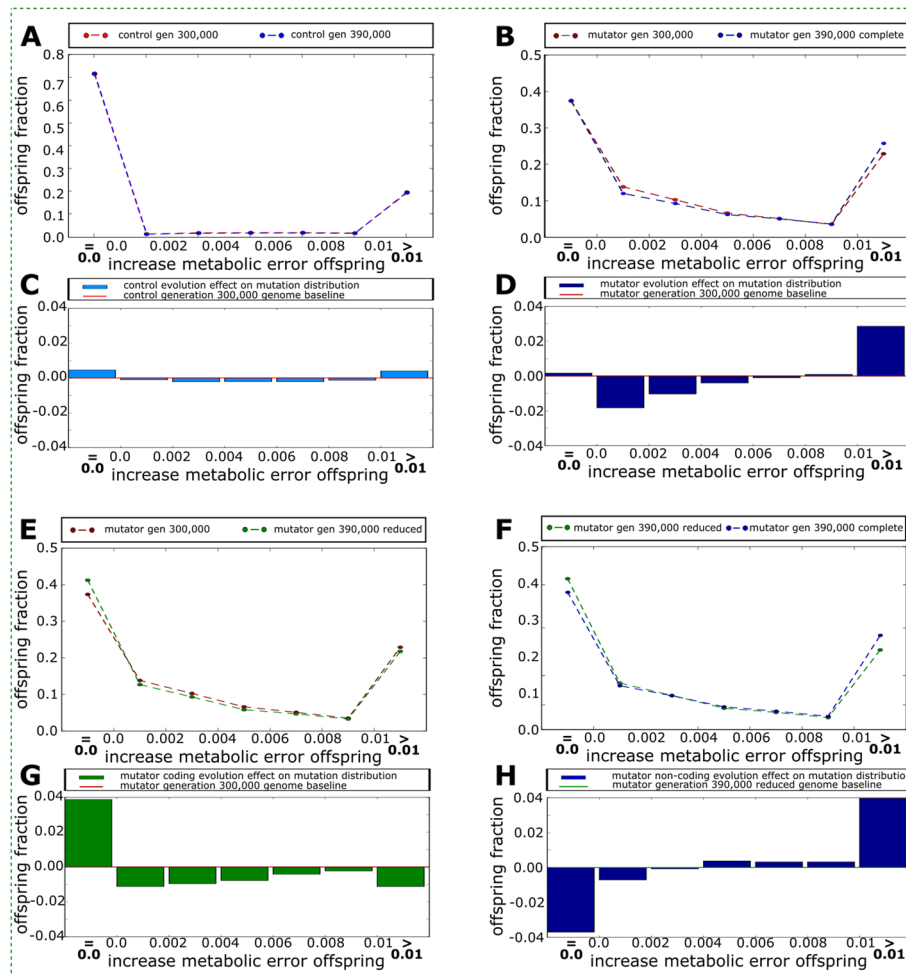 A
control gen 300,000 control gen 390,000
0.8
0.7
0.6
0.5
0.4
0.3
0.2
0.1
0.0
offspring fraction
= 0.0 0.002 0.004 0.006 0.008 0.01 >
0.0 increase metabolic error offspring 0.01
B
mutator gen 300,000 mutator gen 390,000 complete
0.5
0.4
0.3
0.2
0.1
0.0
offspring fraction
= 0.0 0.002 0.004 0.006 0.008 0.01 >
0.0 increase metabolic error offspring 0.01
C
control evolution effect on mutation distribution
control generation 300,000 genome baseline
0.04
0.02
0.00
-0.02
-0.04
offspring fraction
= 0.0 0.002 0.004 0.006 0.008 0.01 >
0.0 increase metabolic error offspring 0.01
D
mutator evolution effect on mutation distribution
mutator generation 300,000 genome baseline
0.04
0.02
0.00
-0.02
-0.04
offspring fraction
= 0.0 0.002 0.004 0.006 0.008 0.01 >
0.0 increase metabolic error offspring 0.01
E
mutator gen 300,000 mutator gen 390,000 reduced
0.5
0.4
0.3
0.2
0.1
0.0
offspring fraction
= 0.0 0.002 0.004 0.006 0.008 0.01 >
0.0 increase metabolic error offspring 0.01
F
mutator gen 390,000 reduced mutator gen 390,000 complete
0.5
0.4
0.3
0.2
0.1
0.0
offspring fraction
= 0.0 0.002 0.004 0.006 0.008 0.01 >
0.0 increase metabolic error offspring 0.01
G
mutator coding evolution effect on mutation distribution
mutator generation 300,000 genome baseline
0.04
0.02
0.00
-0.02
-0.04
offspring fraction
= 0.0 0.002 0.004 0.006 0.008 0.01 >
0.0 increase metabolic error offspring 0.01
H
mutator non-coding evolution effect on mutation distributio
mutator generation 390,000 reduced genome baseline
0.04
0.02
0.00
-0.02
-0.04
offspring fraction
= 0.0 0.002 0.004 0.006 0.008 0.01 >
0.0 increase metabolic error offspring 0.01